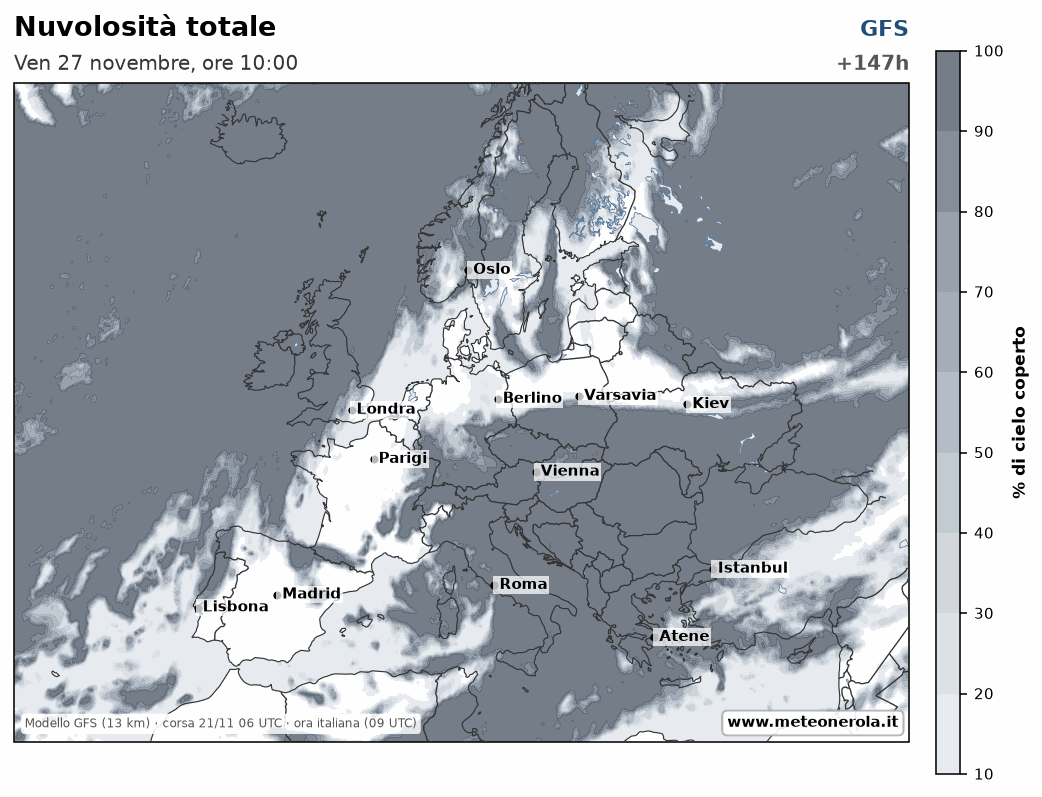 Nuvolosità totale
GFS
Ven 27 novembre, ore 10:00
+147h
100
90
80
70
60
50
40
30
20
10
% di cielo coperto
Oslo
Londra
Berlino
Varsavia
Kiev
Parigi
Vienna
Istanbul
Madrid
Roma
Lisbona
Atene
Modello GFS (13 km) · corsa 21/11 06 UTC · ora italiana (09 UTC)
www.meteonerola.it